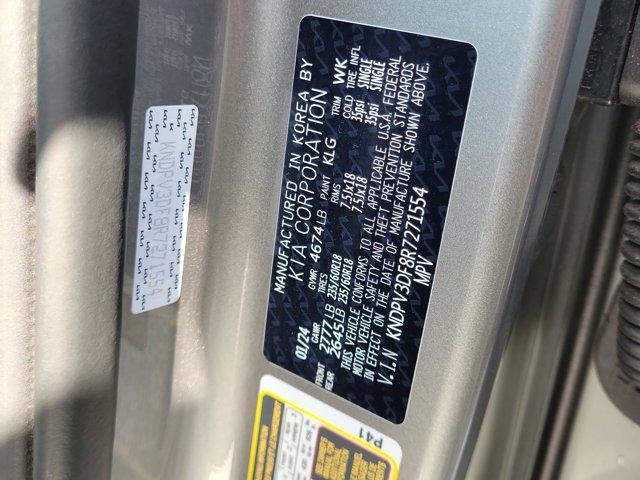 MANUFACTURED IN KOREA BY
KIA CORPORATION
01/24 GVWR 4674LB PAINT KLG TRIM WK
GAWR TIRES RIMS COLD TIRE INFL
FRONT 2777LB 235/60R18 7.5JX18 35psi SINGLE
REAR 2645LB 235/60R18 7.5JX18 35psi SINGLE
THIS VEHICLE CONFORMS TO ALL APPLICABLE U.S.A. FEDERAL
MOTOR VEHICLE SAFETY AND THEFT PREVENTION STANDARDS
IN EFFECT ON THE DATE OF MANUFACTURE SHOWN ABOVE.
V.I.N KNDPV3DF8R7271554
MPV
KNDPV3DF8R7271554
P41